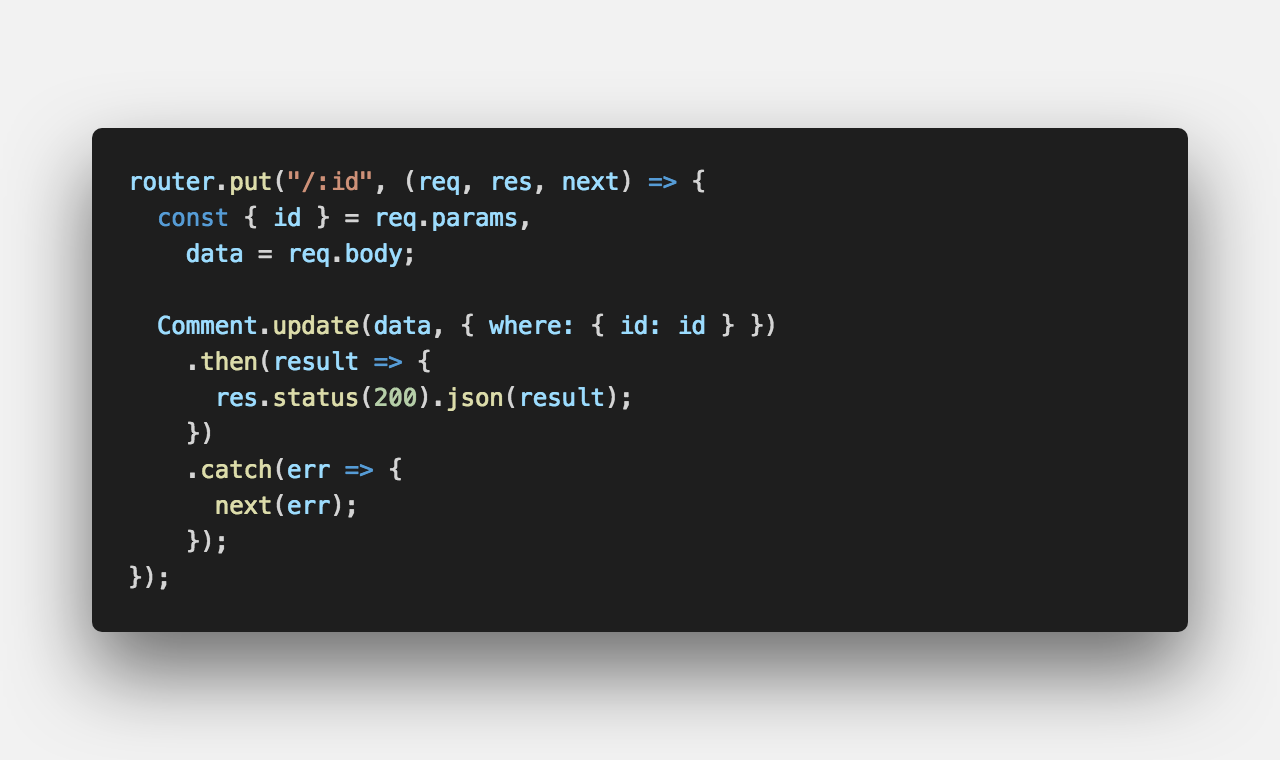 router.put("/:id", (req, res, next) => {
  const { id } = req.params,
    data = req.body;

  Comment.update(data, { where: { id: id } })
    .then(result => {
      res.status(200).json(result);
    })
    .catch(err => {
      next(err);
    });
});